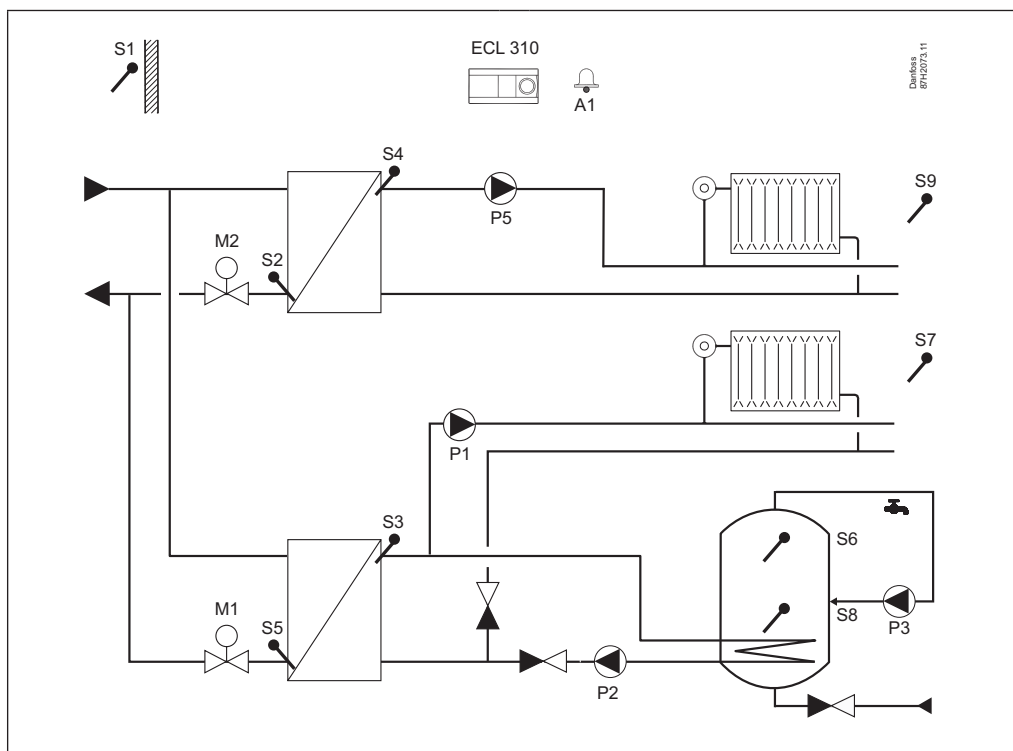 S1
ECL 310
A1
Danfoss
87H2073.11
S4
P5
S9
M2
S2
S7
P1
S3
S6
M1
S5
S8
P3
P2